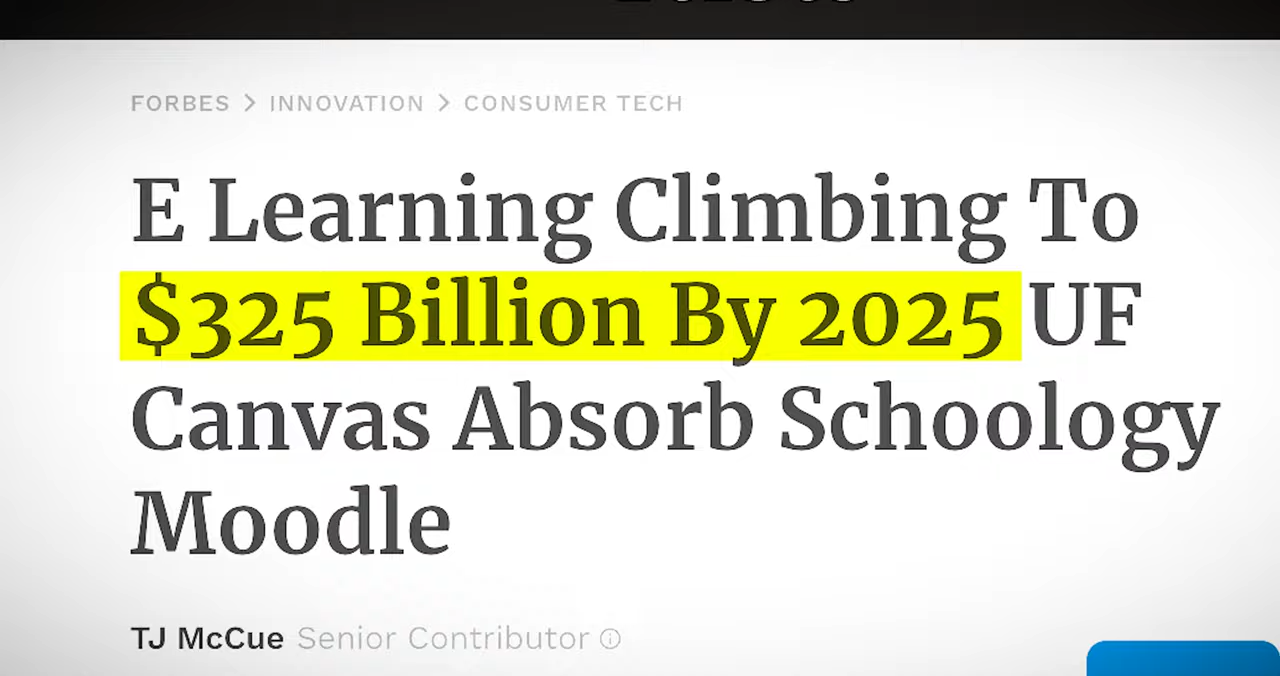 FORBES > INNOVATION > CONSUMER TECH
E Learning Climbing To
$325 Billion By 2025 UF
Canvas Absorb Schoology
Moodle
TJ McCue Senior Contributor